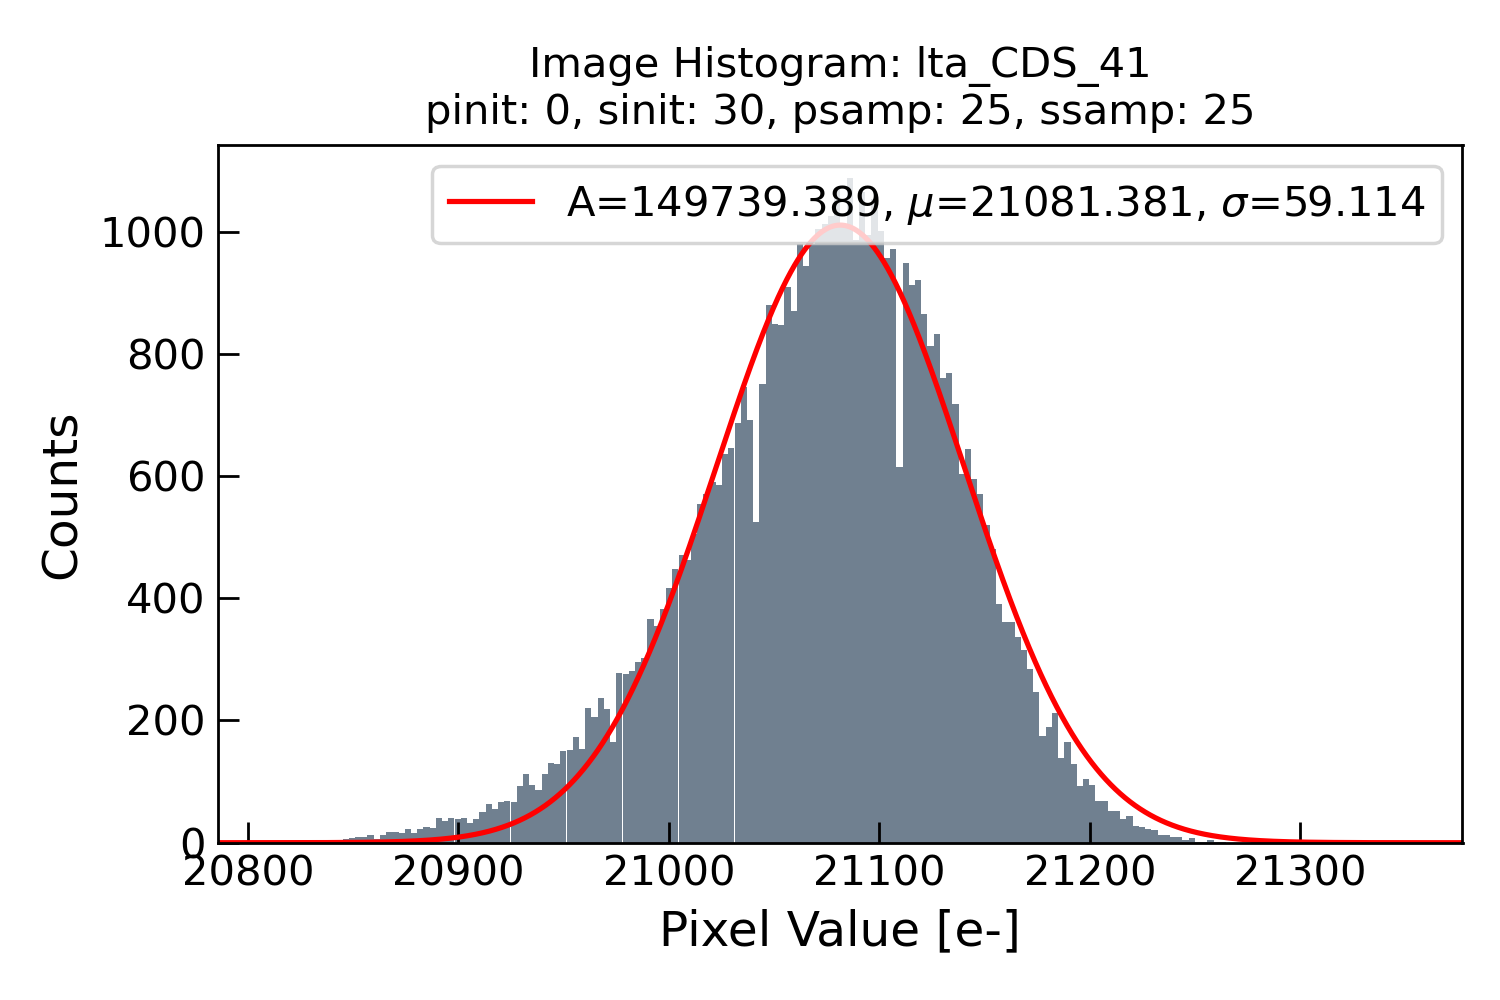 Image Histogram: lta_CDS_41
pinit: 0, sinit: 30, psamp: 25, ssamp: 25
A=149739.389, μ=21081.381, σ=59.114
1000
800
600
400
200
0
Counts
20800 20900 21000 21100 21200 21300
Pixel Value [e-]